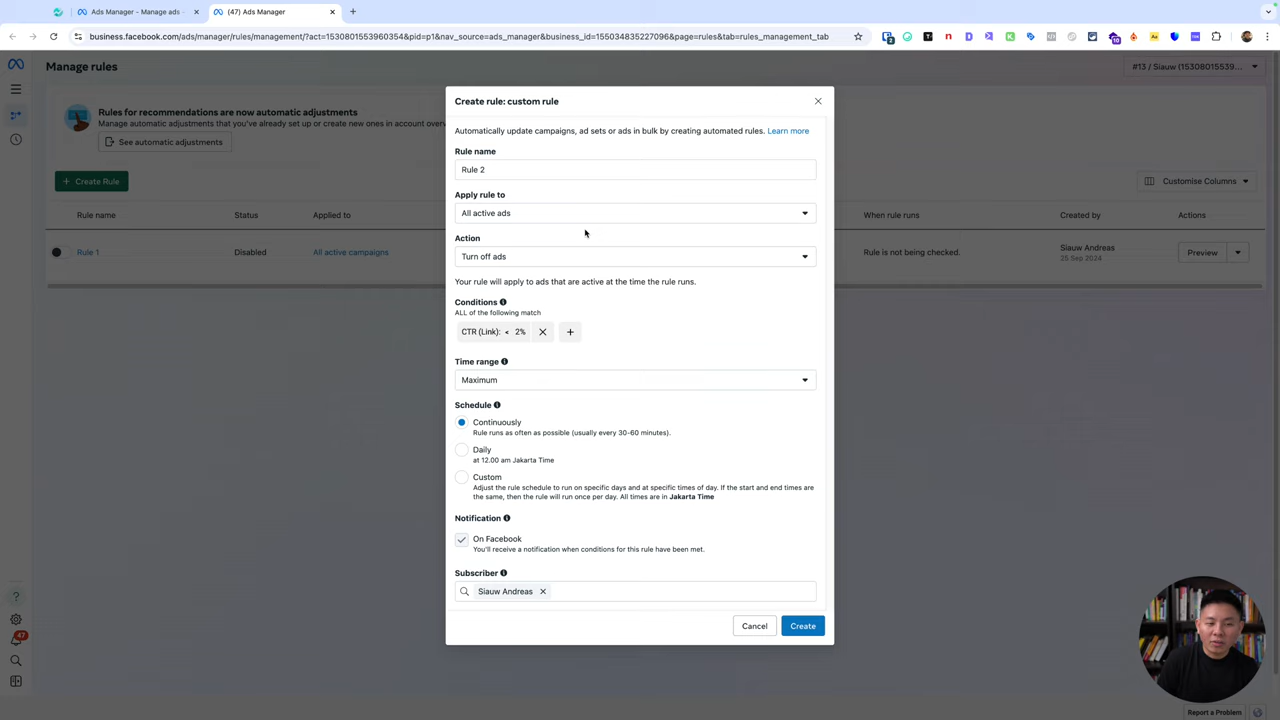 Ads Manager - Manage ads -
(47) Ads Manager
business.facebook.com/ads/manager/rules/management/?act=1530801553960354&pid=p1&nav_source=ads_manager&business_id=155034835227096&page=rules&tab=rules_management_tab
Manage rules
#13 / Siauw (15308015539...
Rules for recommendations are now automatic adjustments
Manage automatic adjustments that you've already set up or create new ones in account over
See automatic adjustments
Create Rule
Customise Columns
Rule name
Status
Applied to
When rule runs
Created by
Actions
Rule 1
Disabled
All active campaigns
Rule is not being checked.
Siauw Andreas
25 Sep 2024
Preview
Create rule: custom rule
Automatically update campaigns, ad sets or ads in bulk by creating automated rules. Learn more
Rule name
Rule 2
Apply rule to
All active ads
Action
Turn off ads
Your rule will apply to ads that are active at the time the rule runs.
Conditions
ALL of the following match
CTR (Link): < 2%
Time range
Maximum
Schedule
Continuously
Rule runs as often as possible (usually every 30-60 minutes).
Daily
at 12.00 am Jakarta Time
Custom
Adjust the rule schedule to run on specific days and at specific times of day. If the start and end times are
the same, then the rule will run once per day. All times are in Jakarta Time
Notification
On Facebook
You'll receive a notification when conditions for this rule have been met.
Subscriber
Siauw Andreas
Cancel
Create
47
Report a Problem